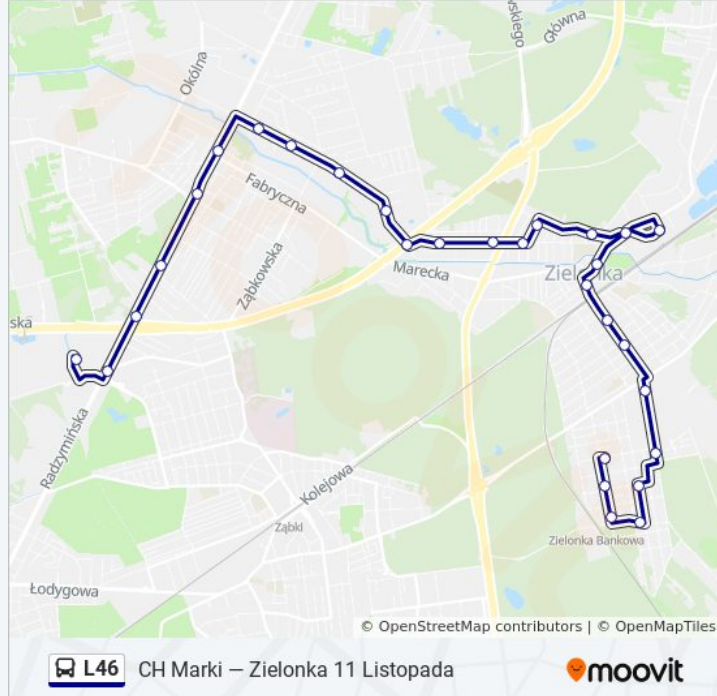 wskiego
Główna
Okólna
Fabryczna
Ząbkowska
Marecka
Zielonka
ska
Radzymińska
Kolejowa
Ząbki
Zielonka Bankowa
Łodygowa
© OpenStreetMap contributors | © OpenMapTiles
L46 CH Marki — Zielonka 11 Listopada
moovit